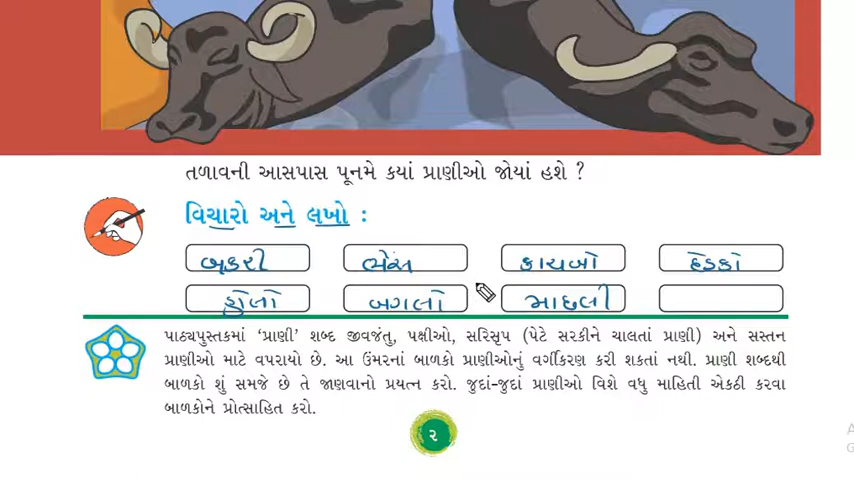 તળાવની આસપાસ પૂનમે કયાં પ્રાણીઓ જોયાં હશે ?
વિચારો અને લખો :
બકરી ભેંસ કાચબો દેડકો
હોલો બગલો માછલી
પાઠ્યપુસ્તકમાં ‘પ્રાણી’ શબ્દ જીવજંતુ, પક્ષીઓ, સરિસૃપ (પેટે સરકીને ચાલતાં પ્રાણી) અને સસ્તન
પ્રાણીઓ માટે વપરાયો છે. આ ઉંમરનાં બાળકો પ્રાણીઓનું વર્ગીકરણ કરી શકતાં નથી. પ્રાણી શબ્દથી
બાળકો શું સમજે છે તે જાણવાનો પ્રયત્ન કરો. જુદાં-જુદાં પ્રાણીઓ વિશે વધુ માહિતી એકઠી કરવા
બાળકોને પ્રોત્સાહિત કરો.
૨